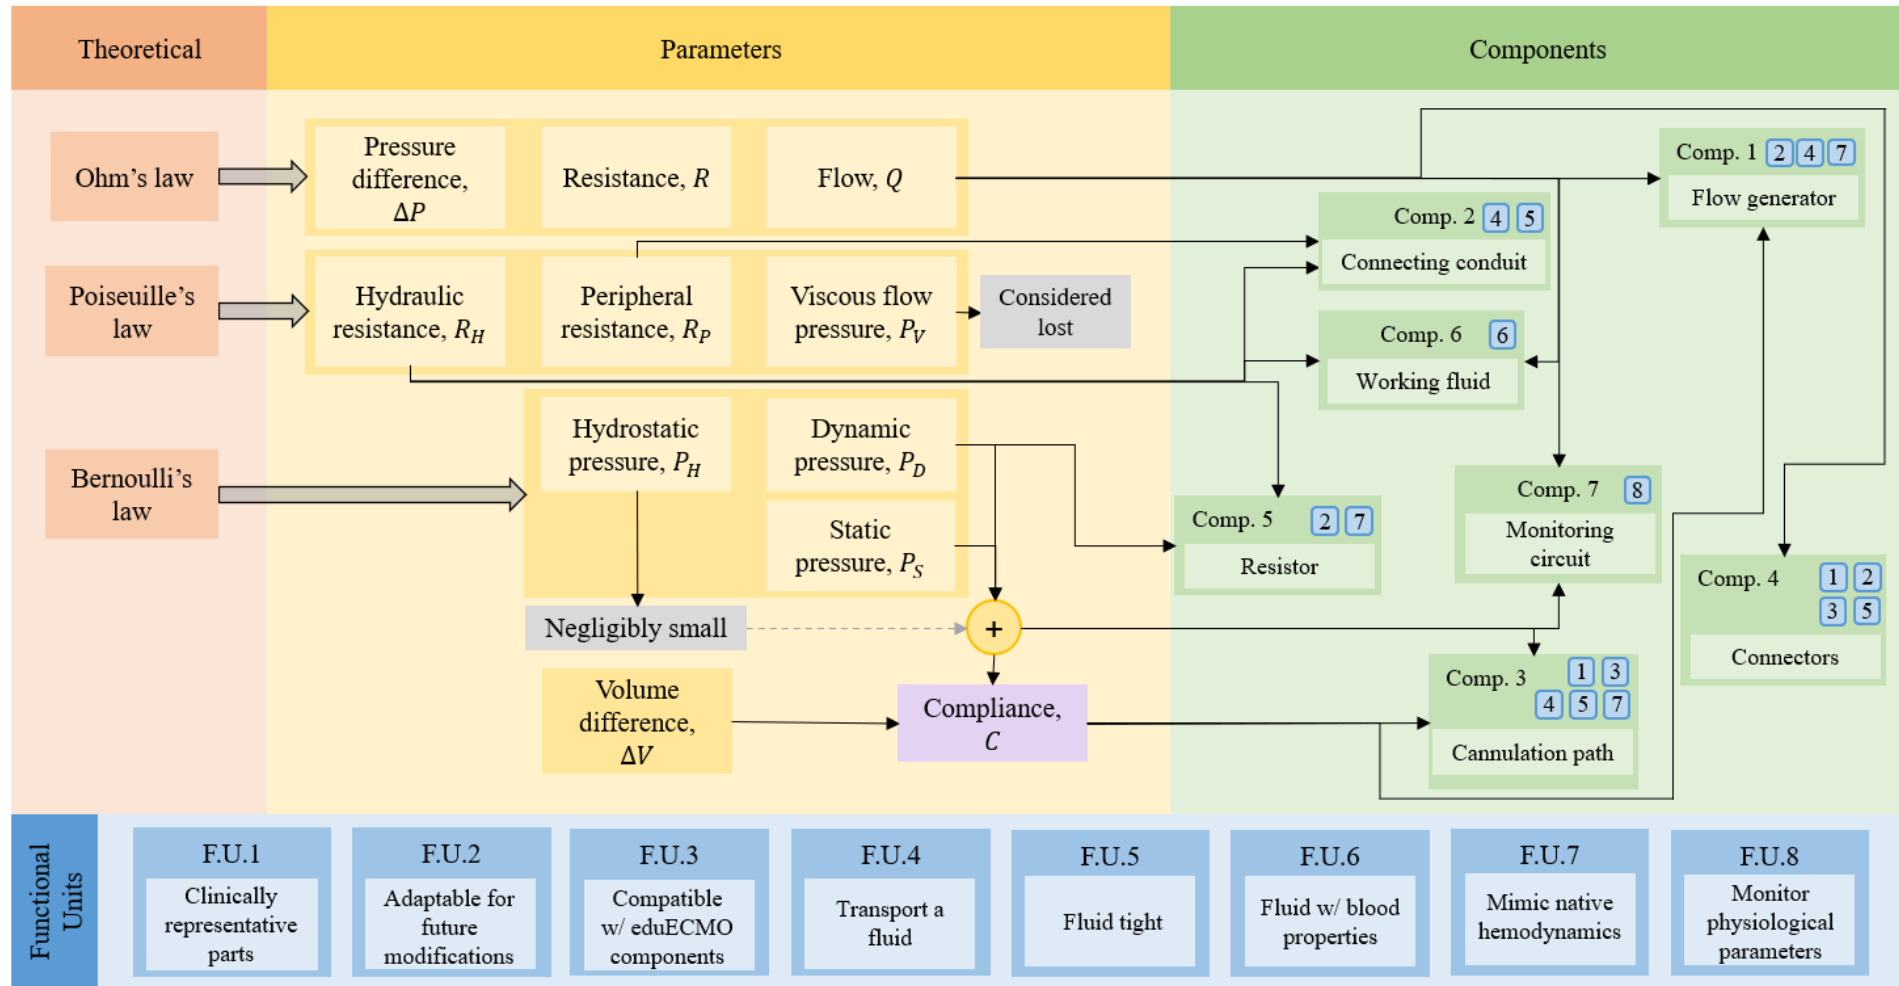 Theoretical
Parameters
Components
Ohm's law
Pressure
difference,
ΔP
Resistance, R
Flow, Q
Comp. 1 2 4 7
Flow generator
Comp. 2 4 5
Connecting conduit
Poiseuille's
law
Hydraulic
resistance, R_H
Peripheral
resistance, R_P
Viscous flow
pressure, P_V
Considered
lost
Comp. 6 6
Working fluid
Bernoulli's
law
Hydrostatic
pressure, P_H
Dynamic
pressure, P_D
Static
pressure, P_S
Comp. 5 2 7
Resistor
Comp. 7 8
Monitoring
circuit
Comp. 4 1 2
3 5
Connectors
Negligibly small
+
Comp. 3 1 3
4 5 7
Cannulation path
Volume
difference,
ΔV
Compliance,
C
Functional
Units
F.U.1
Clinically
representative
parts
F.U.2
Adaptable for
future
modifications
F.U.3
Compatible
w/ eduECMO
components
F.U.4
Transport a
fluid
F.U.5
Fluid tight
F.U.6
Fluid w/ blood
properties
F.U.7
Mimic native
hemodynamics
F.U.8
Monitor
physiological
parameters